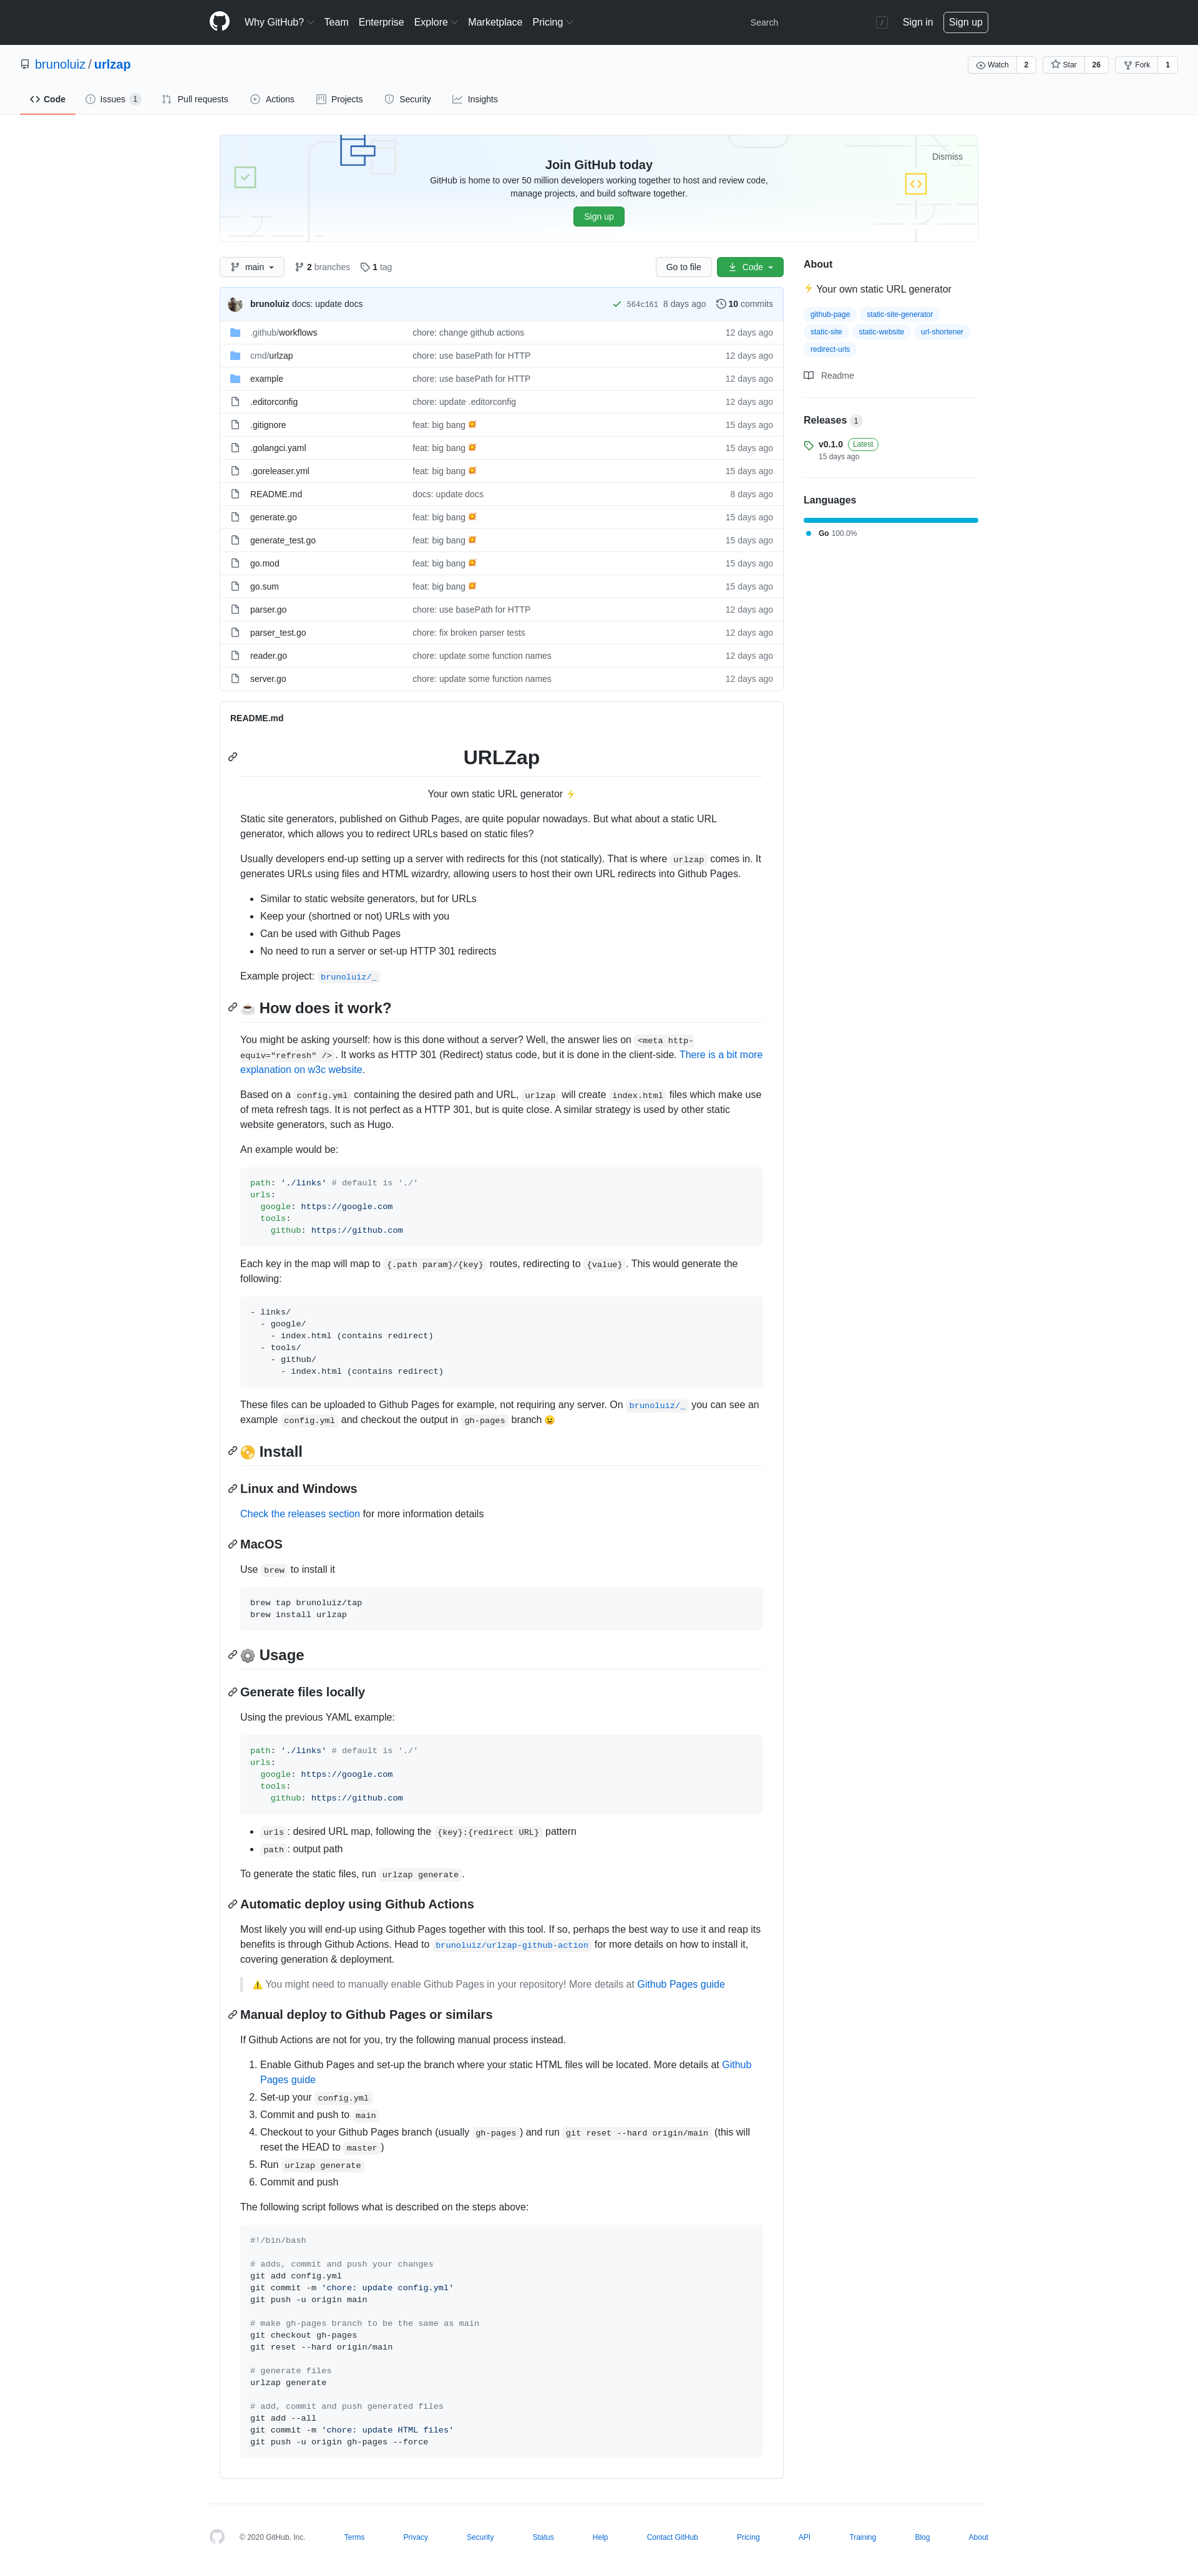 Why GitHub? Team Enterprise Explore Marketplace Pricing Search / Sign in Sign up
brunoluiz / urlzap
Watch 2 Star 26 Fork 1
Code Issues 1 Pull requests Actions Projects Security Insights
Dismiss
Join GitHub today
GitHub is home to over 50 million developers working together to host and review code,
manage projects, and build software together.
Sign up
main 2 branches 1 tag Go to file Code
brunoluiz docs: update docs 564c161 8 days ago 10 commits
.github/workflows chore: change github actions 12 days ago
cmd/urlzap chore: use basePath for HTTP 12 days ago
example chore: use basePath for HTTP 12 days ago
.editorconfig chore: update .editorconfig 12 days ago
.gitignore feat: big bang 💥 15 days ago
.golangci.yaml feat: big bang 💥 15 days ago
.goreleaser.yml feat: big bang 💥 15 days ago
README.md docs: update docs 8 days ago
generate.go feat: big bang 💥 15 days ago
generate_test.go feat: big bang 💥 15 days ago
go.mod feat: big bang 💥 15 days ago
go.sum feat: big bang 💥 15 days ago
parser.go chore: use basePath for HTTP 12 days ago
parser_test.go chore: fix broken parser tests 12 days ago
reader.go chore: update some function names 12 days ago
server.go chore: update some function names 12 days ago
About
⚡ Your own static URL generator
github-page static-site-generator
static-site static-website url-shortener
redirect-urls
Readme
Releases 1
v0.1.0 Latest
15 days ago
Languages
Go 100.0%
README.md
URLZap
Your own static URL generator ⚡
Static site generators, published on Github Pages, are quite popular nowadays. But what about a static URL
generator, which allows you to redirect URLs based on static files?
Usually developers end-up setting up a server with redirects for this (not statically). That is where urlzap comes in. It
generates URLs using files and HTML wizardry, allowing users to host their own URL redirects into Github Pages.
• Similar to static website generators, but for URLs
• Keep your (shortned or not) URLs with you
• Can be used with Github Pages
• No need to run a server or set-up HTTP 301 redirects
Example project: brunoluiz/_
☕ How does it work?
You might be asking yourself: how is this done without a server? Well, the answer lies on <meta http-
equiv="refresh" />. It works as HTTP 301 (Redirect) status code, but it is done in the client-side. There is a bit more
explanation on w3c website.
Based on a config.yml containing the desired path and URL, urlzap will create index.html files which make use
of meta refresh tags. It is not perfect as a HTTP 301, but is quite close. A similar strategy is used by other static
website generators, such as Hugo.
An example would be:
path: './links' # default is './'
urls:
  google: https://google.com
  tools:
    github: https://github.com
Each key in the map will map to {.path param}/{key} routes, redirecting to {value}. This would generate the
following:
- links/
  - google/
    - index.html (contains redirect)
  - tools/
    - github/
      - index.html (contains redirect)
These files can be uploaded to Github Pages for example, not requiring any server. On brunoluiz/_ you can see an
example config.yml and checkout the output in gh-pages branch 😉
📀 Install
Linux and Windows
Check the releases section for more information details
MacOS
Use brew to install it
brew tap brunoluiz/tap
brew install urlzap
⚙️ Usage
Generate files locally
Using the previous YAML example:
path: './links' # default is './'
urls:
  google: https://google.com
  tools:
    github: https://github.com
• urls: desired URL map, following the {key}:{redirect URL} pattern
• path: output path
To generate the static files, run urlzap generate.
Automatic deploy using Github Actions
Most likely you will end-up using Github Pages together with this tool. If so, perhaps the best way to use it and reap its
benefits is through Github Actions. Head to brunoluiz/urlzap-github-action for more details on how to install it,
covering generation & deployment.
⚠️ You might need to manually enable Github Pages in your repository! More details at Github Pages guide
Manual deploy to Github Pages or similars
If Github Actions are not for you, try the following manual process instead.
1. Enable Github Pages and set-up the branch where your static HTML files will be located. More details at Github
Pages guide
2. Set-up your config.yml
3. Commit and push to main
4. Checkout to your Github Pages branch (usually gh-pages) and run git reset --hard origin/main (this will
reset the HEAD to master)
5. Run urlzap generate
6. Commit and push
The following script follows what is described on the steps above:
#!/bin/bash
# adds, commit and push your changes
git add config.yml
git commit -m 'chore: update config.yml'
git push -u origin main
# make gh-pages branch to be the same as main
git checkout gh-pages
git reset --hard origin/main
# generate files
urlzap generate
# add, commit and push generated files
git add --all
git commit -m 'chore: update HTML files'
git push -u origin gh-pages --force
© 2020 GitHub, Inc. Terms Privacy Security Status Help Contact GitHub Pricing API Training Blog About